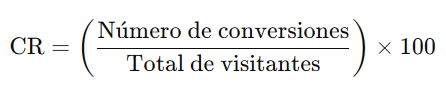 CR = ( Número de conversiones / Total de visitantes ) × 100